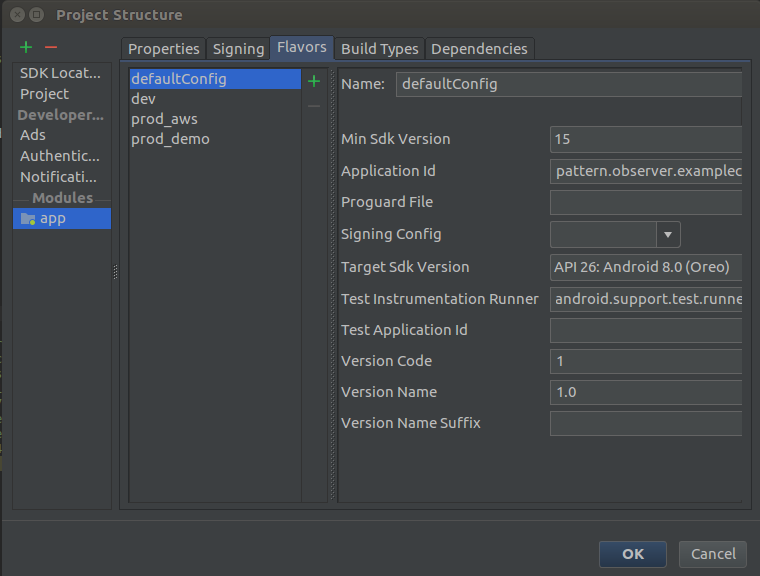 Project Structure
SDK Locat...
Project
Developer...
Ads
Authentic...
Notificati...
Modules
app
Properties
Signing
Flavors
Build Types
Dependencies
defaultConfig
dev
prod_aws
prod_demo
Name: defaultConfig
Min Sdk Version 15
Application Id pattern.observer.examplec
Proguard File
Signing Config
Target Sdk Version API 26: Android 8.0 (Oreo)
Test Instrumentation Runner android.support.test.runne
Test Application Id
Version Code 1
Version Name 1.0
Version Name Suffix
OK
Cancel